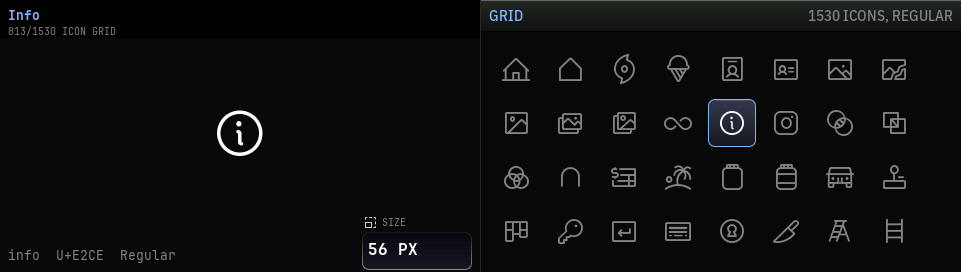 Info
813/1530 ICON GRID
SIZE
56 PX
info U+E2CE Regular
GRID
1530 ICONS, REGULAR